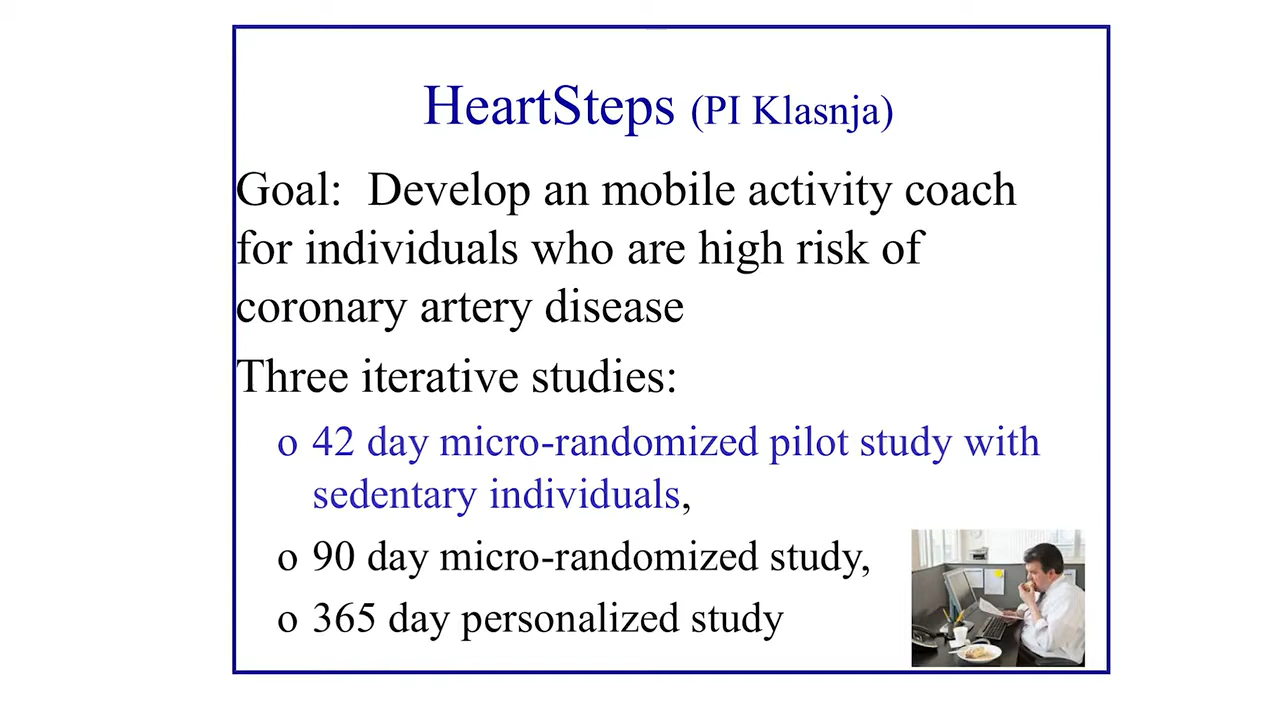 HeartSteps (PI Klasnja)
Goal: Develop an mobile activity coach
for individuals who are high risk of
coronary artery disease
Three iterative studies:
o 42 day micro-randomized pilot study with
sedentary individuals,
o 90 day micro-randomized study,
o 365 day personalized study